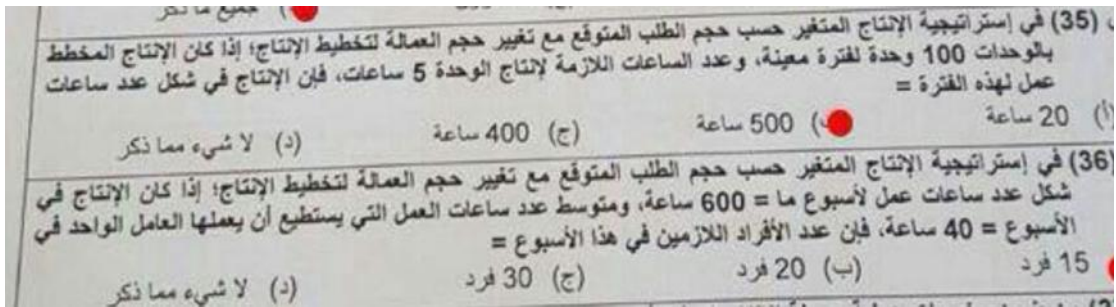 ) جميع ما ذكر
(35) في إستراتيجية الإنتاج المتغير حسب حجم الطلب المتوقع مع تغيير حجم العمالة لتخطيط الإنتاج؛ إذا كان الإنتاج المخطط
بالوحدات 100 وحدة لفترة معينة، وعدد الساعات اللازمة لإنتاج الوحدة 5 ساعات، فإن الإنتاج في شكل عدد ساعات
عمل لهذه الفترة =
(أ) 20 ساعة (ب) 500 ساعة (ج) 400 ساعة (د) لا شيء مما ذكر
(36) في إستراتيجية الإنتاج المتغير حسب حجم الطلب المتوقع مع تغيير حجم العمالة لتخطيط الإنتاج؛ إذا كان الإنتاج في
شكل عدد ساعات عمل لأسبوع ما = 600 ساعة، ومتوسط عدد ساعات العمل التي يستطيع أن يعملها العامل الواحد في
الأسبوع = 40 ساعة، فإن عدد الأفراد اللازمين في هذا الأسبوع =
15 فرد (ب) 20 فرد (ج) 30 فرد (د) لا شيء مما ذكر